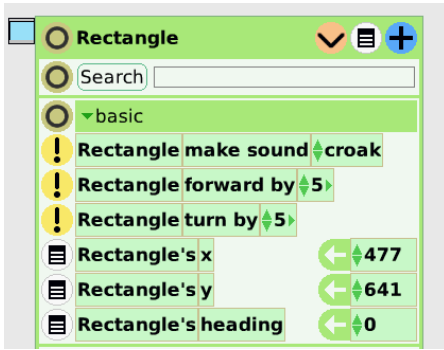 Rectangle
Search
basic
Rectangle make sound croak
Rectangle forward by 5
Rectangle turn by 5
Rectangle's x 477
Rectangle's y 641
Rectangle's heading 0